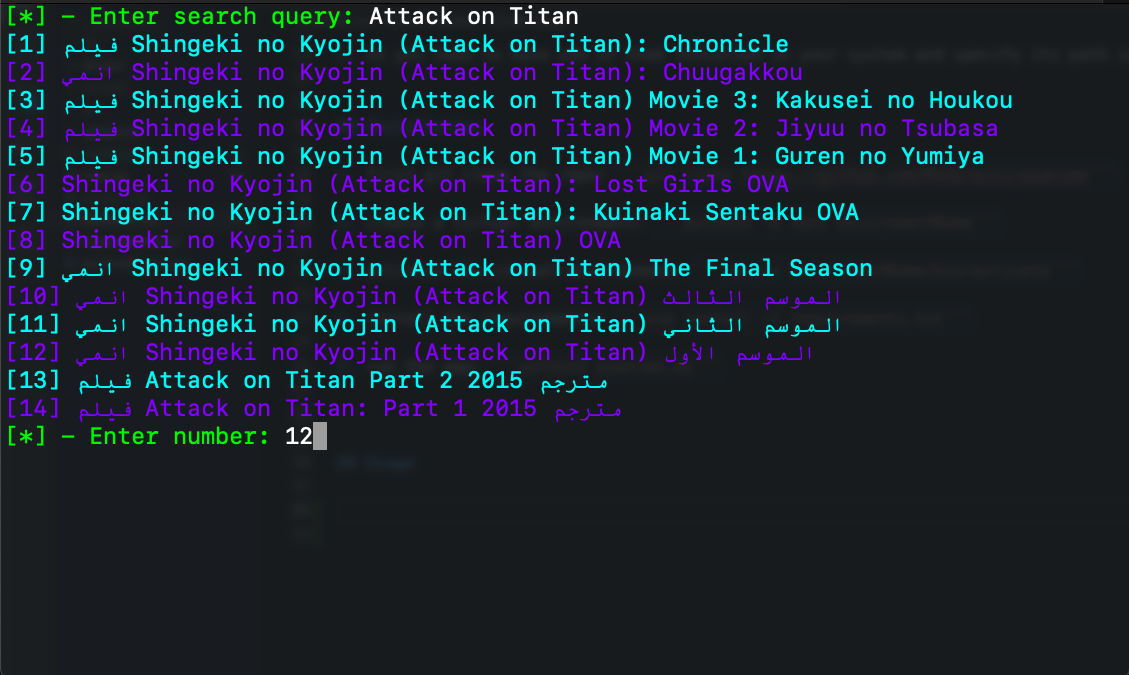 [*] – Enter search query: Attack on Titan
[1] فيلم Shingeki no Kyojin (Attack on Titan): Chronicle
[2] انمي Shingeki no Kyojin (Attack on Titan): Chuugakkou
[3] فيلم Shingeki no Kyojin (Attack on Titan) Movie 3: Kakusei no Houkou
[4] فيلم Shingeki no Kyojin (Attack on Titan) Movie 2: Jiyuu no Tsubasa
[5] فيلم Shingeki no Kyojin (Attack on Titan) Movie 1: Guren no Yumiya
[6] Shingeki no Kyojin (Attack on Titan): Lost Girls OVA
[7] Shingeki no Kyojin (Attack on Titan): Kuinaki Sentaku OVA
[8] Shingeki no Kyojin (Attack on Titan) OVA
[9] انمي Shingeki no Kyojin (Attack on Titan) The Final Season
[10] انمي Shingeki no Kyojin (Attack on Titan) الموسم الثالث
[11] انمي Shingeki no Kyojin (Attack on Titan) الموسم الثاني
[12] انمي Shingeki no Kyojin (Attack on Titan) الموسم الأول
[13] فيلم Attack on Titan Part 2 2015 مترجم
[14] فيلم Attack on Titan: Part 1 2015 مترجم
[*] – Enter number: 12